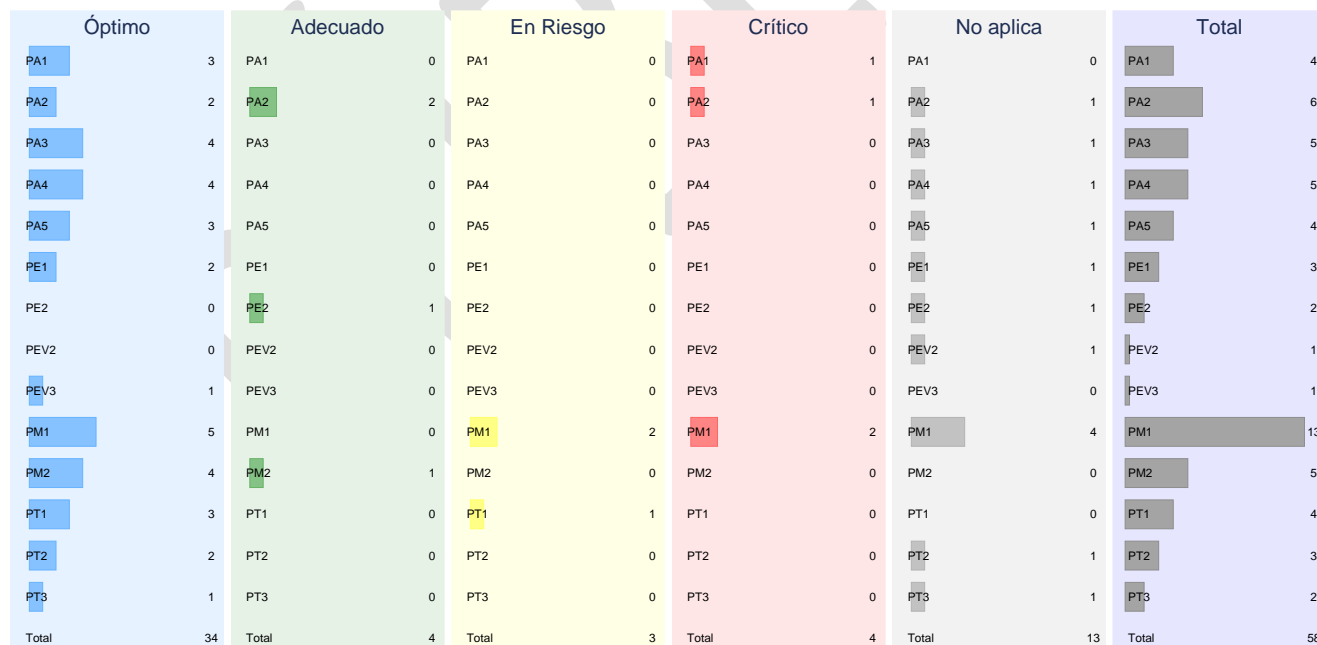 Óptimo Adecuado En Riesgo Crítico No aplica Total
PA1 3 PA1 0 PA1 0 PA1 1 PA1 0 PA1 4
PA2 2 PA2 2 PA2 0 PA2 1 PA2 1 PA2 6
PA3 4 PA3 0 PA3 0 PA3 0 PA3 1 PA3 5
PA4 4 PA4 0 PA4 0 PA4 0 PA4 1 PA4 5
PA5 3 PA5 0 PA5 0 PA5 0 PA5 1 PA5 4
PE1 2 PE1 0 PE1 0 PE1 0 PE1 1 PE1 3
PE2 0 PE2 1 PE2 0 PE2 0 PE2 1 PE2 2
PEV2 0 PEV2 0 PEV2 0 PEV2 0 PEV2 1 PEV2 1
PEV3 1 PEV3 0 PEV3 0 PEV3 0 PEV3 0 PEV3 1
PM1 5 PM1 0 PM1 2 PM1 2 PM1 4 PM1 13
PM2 4 PM2 1 PM2 0 PM2 0 PM2 0 PM2 5
PT1 3 PT1 0 PT1 1 PT1 0 PT1 0 PT1 4
PT2 2 PT2 0 PT2 0 PT2 0 PT2 1 PT2 3
PT3 1 PT3 0 PT3 0 PT3 0 PT3 1 PT3 2
Total 34 Total 4 Total 3 Total 4 Total 13 Total 58